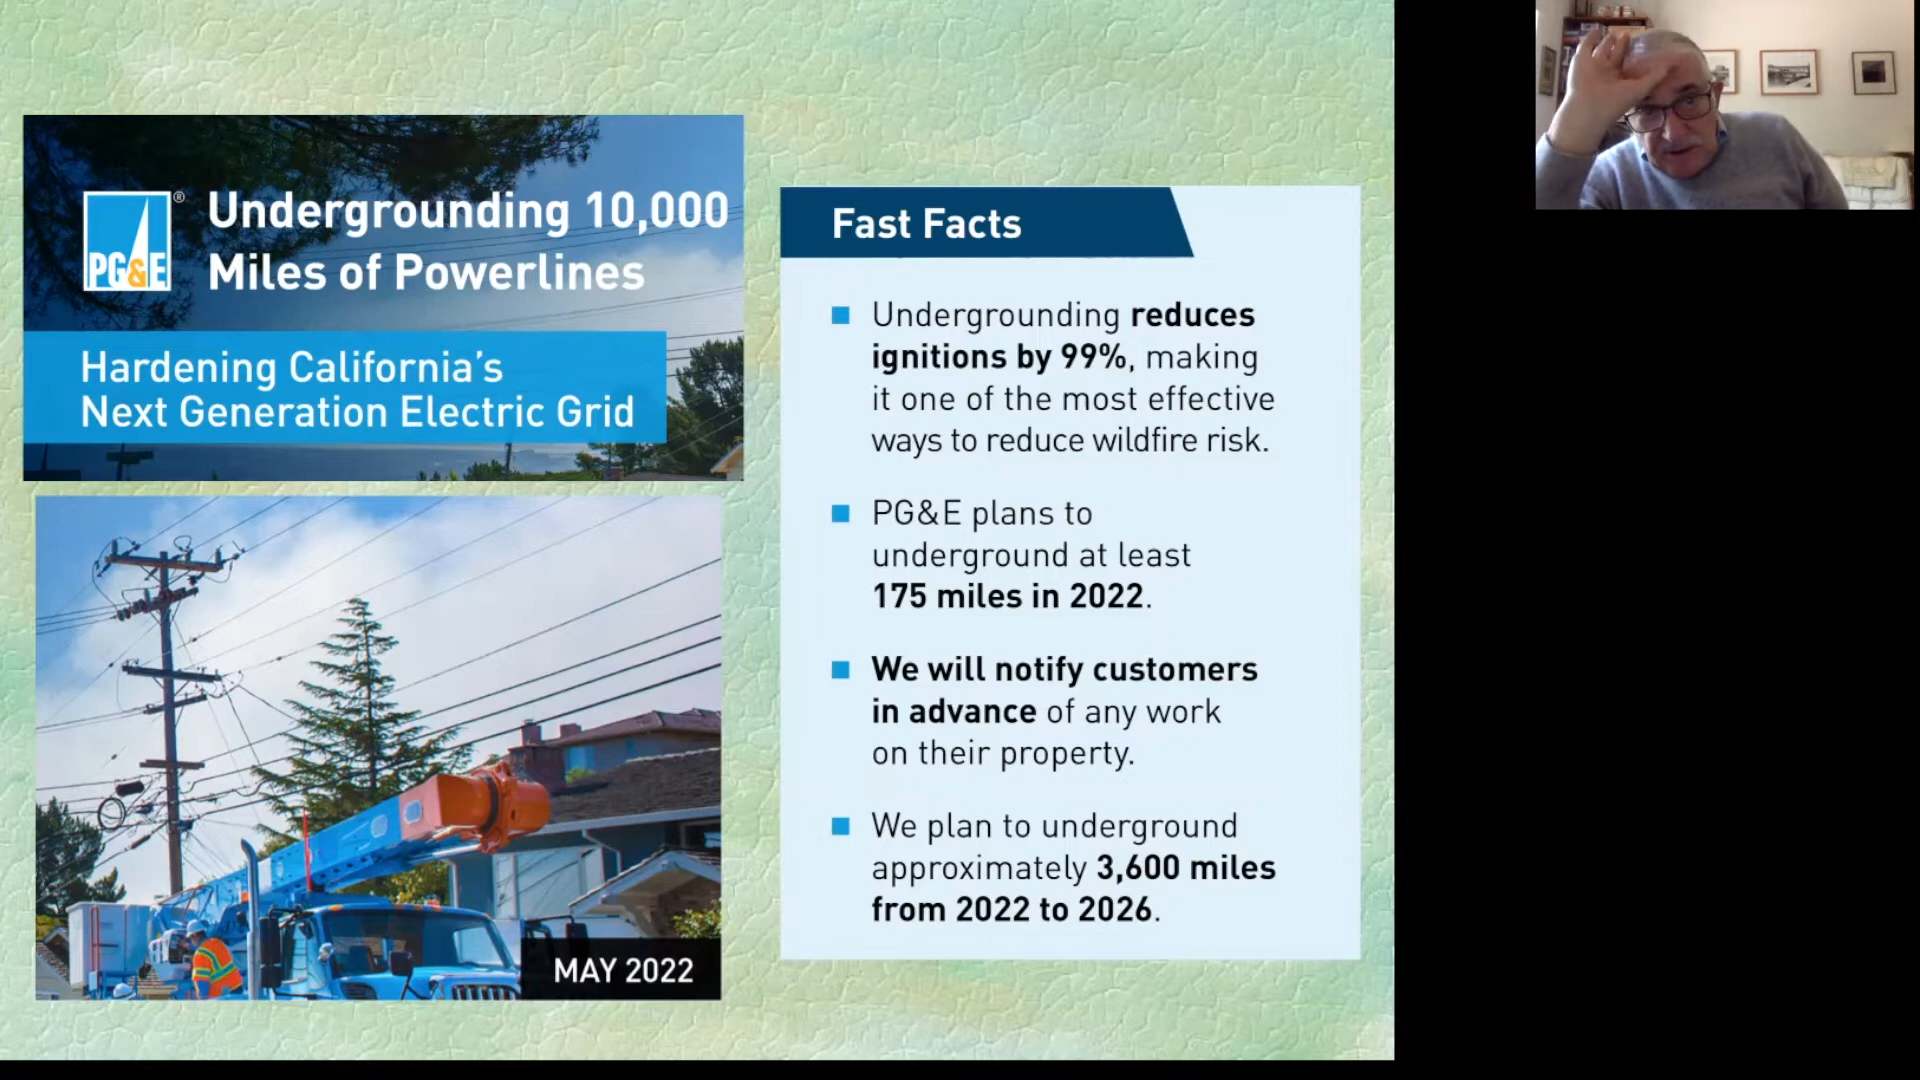 PG&E®
Undergrounding 10,000
Miles of Powerlines
Hardening California's
Next Generation Electric Grid
MAY 2022
Fast Facts
Undergrounding reduces
ignitions by 99%, making
it one of the most effective
ways to reduce wildfire risk.
PG&E plans to
underground at least
175 miles in 2022.
We will notify customers
in advance of any work
on their property.
We plan to underground
approximately 3,600 miles
from 2022 to 2026.